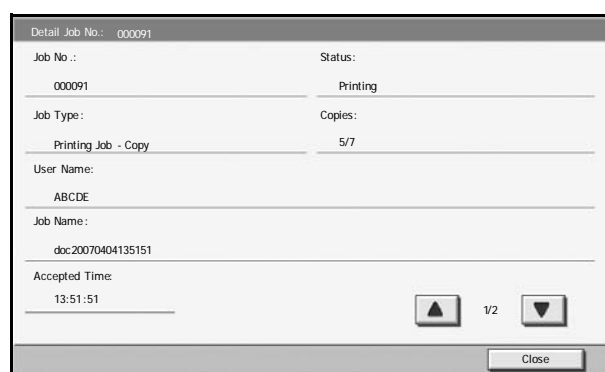 Detail Job No.: 000091
Job No.: Status:
000091 Printing
Job Type: Copies:
Printing Job - Copy 5/7
User Name:
ABCDE
Job Name:
doc20070404135151
Accepted Time:
13:51:51
1/2
Close